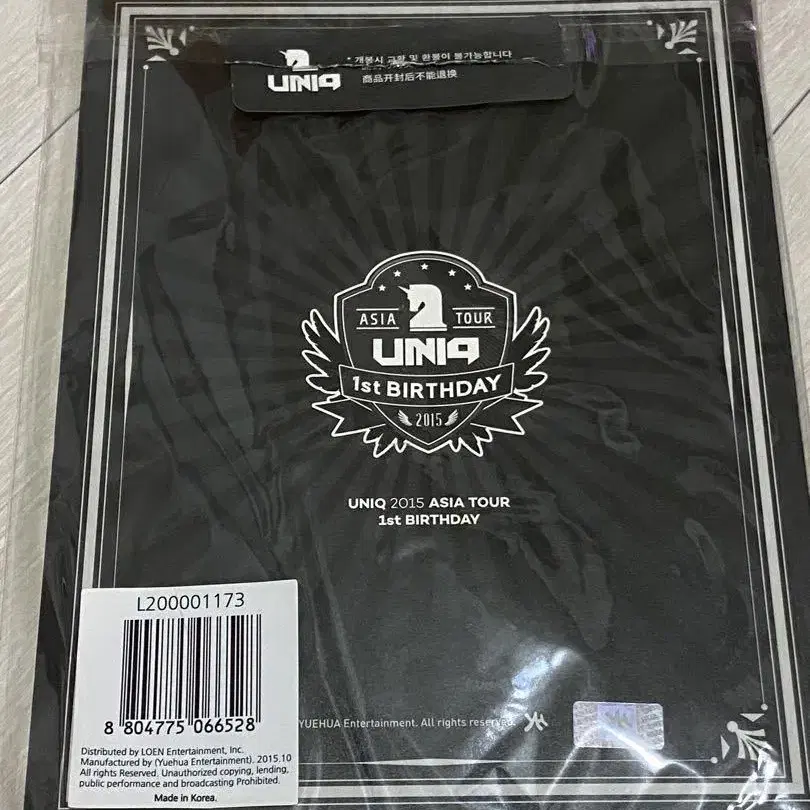 UNIQ
* 개봉시 교환 및 환불이 불가능합니다
商品开封后不能退换
ASIA TOUR
UNIQ
1st BIRTHDAY
2015
UNIQ 2015 ASIA TOUR
1st BIRTHDAY
L200001173
8 804775 066528
YUEHUA Entertainment. All rights reserved.
Distributed by LOEN Entertainment, Inc.
Manufactured by (Yuehua Entertainment). 2015.10
All rights Reserved. Unauthorized copying, lending,
public performance and broadcasting Prohibited.
Made in Korea.